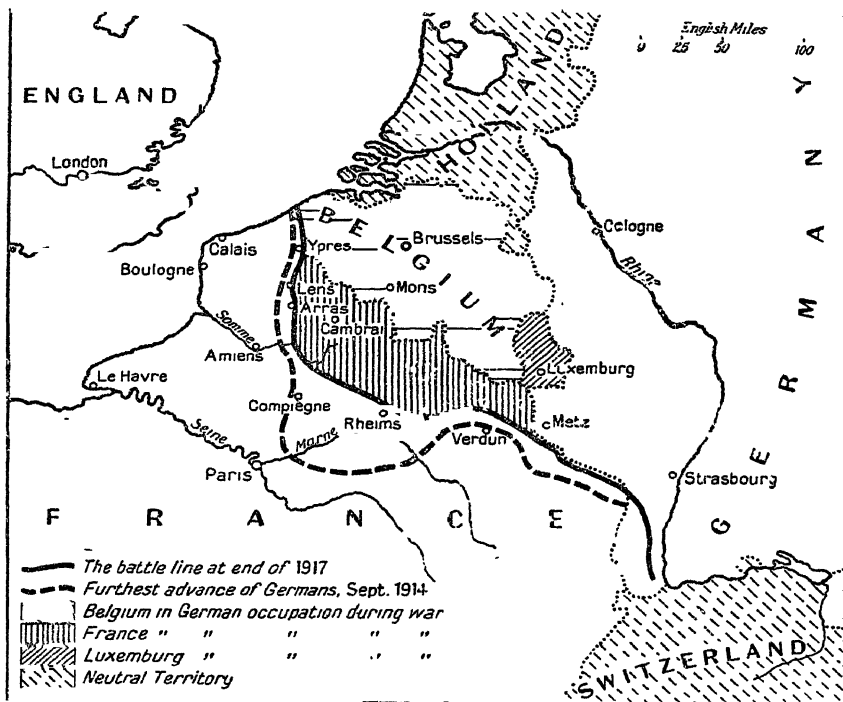 English Miles
0 25 50 100
ENGLAND
HOLLAND
GERMANY
London
Cologne
BELGIUM
Calais
Ypres
Brussels
Rhine
Boulogne
Lens
Mons
Arras
Somme
Cambrai
Amiens
Luxemburg
Le Havre
Compiegne
Rheims
Metz
Seine
Marne
Verdun
Paris
Strasbourg
FRANCE
The battle line at end of 1917
Furthest advance of Germans, Sept. 1914
Belgium in German occupation during war
France " " " " "
Luxemburg " " " "
Neutral Territory
SWITZERLAND